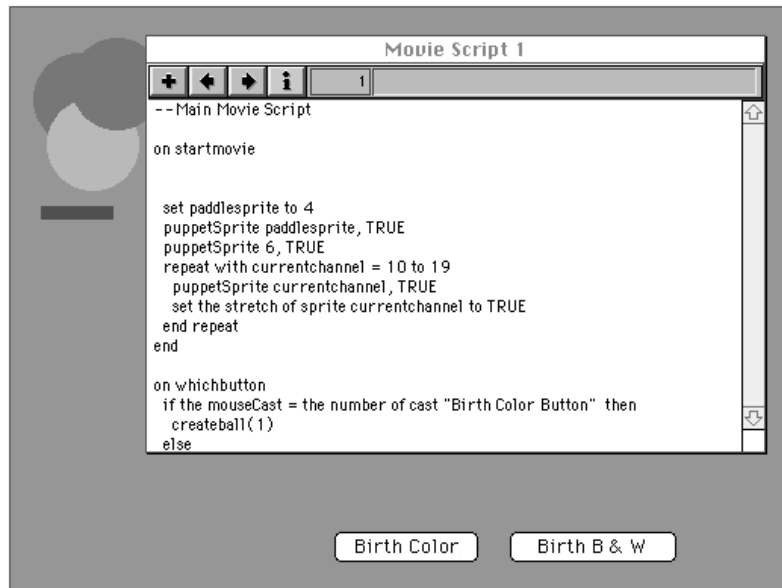 Movie Script 1
1
--Main Movie Script
on startmovie
set paddlesprite to 4
puppetSprite paddlesprite, TRUE
puppetSprite 6, TRUE
repeat with currentchannel = 10 to 19
puppetSprite currentchannel, TRUE
set the stretch of sprite currentchannel to TRUE
end repeat
end
on whichbutton
if the mouseCast = the number of cast "Birth Color Button" then
createball(1)
else
Birth Color
Birth B & W